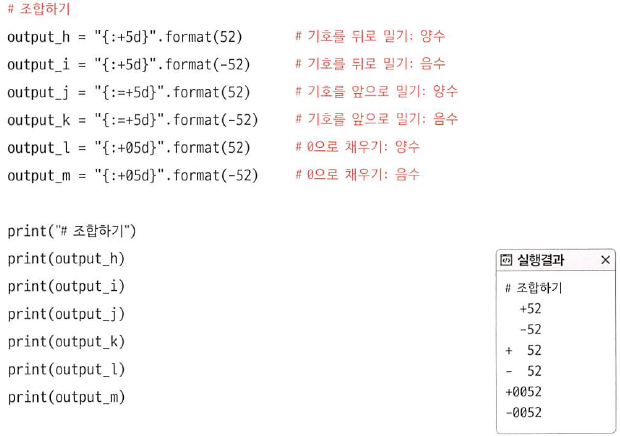 # 조합하기
output_h = "{:+5d}".format(52) # 기호를 뒤로 밀기: 양수
output_i = "{:+5d}".format(-52) # 기호를 뒤로 밀기: 음수
output_j = "{:=+5d}".format(52) # 기호를 앞으로 밀기: 양수
output_k = "{:=+5d}".format(-52) # 기호를 앞으로 밀기: 음수
output_l = "{:+05d}".format(52) # 0으로 채우기: 양수
output_m = "{:+05d}".format(-52) # 0으로 채우기: 음수
print("# 조합하기")
print(output_h)
print(output_i)
print(output_j)
print(output_k)
print(output_l)
print(output_m)
실행결과 ×
# 조합하기
  +52
  -52
+  52
-  52
+0052
-0052